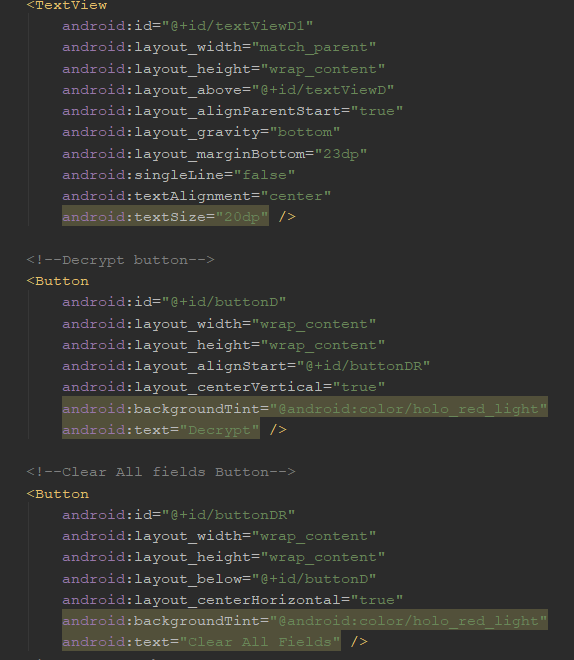 <TextView
android:id="@+id/textViewD1"
android:layout_width="match_parent"
android:layout_height="wrap_content"
android:layout_above="@+id/textViewD"
android:layout_alignParentStart="true"
android:layout_gravity="bottom"
android:layout_marginBottom="23dp"
android:singleLine="false"
android:textAlignment="center"
android:textSize="20dp" />
<!--Decrypt button-->
<Button
android:id="@+id/buttonD"
android:layout_width="wrap_content"
android:layout_height="wrap_content"
android:layout_alignStart="@+id/buttonDR"
android:layout_centerVertical="true"
android:backgroundTint="@android:color/holo_red_light"
android:text="Decrypt" />
<!--Clear All fields Button-->
<Button
android:id="@+id/buttonDR"
android:layout_width="wrap_content"
android:layout_height="wrap_content"
android:layout_below="@+id/buttonD"
android:layout_centerHorizontal="true"
android:backgroundTint="@android:color/holo_red_light"
android:text="Clear All Fields" />